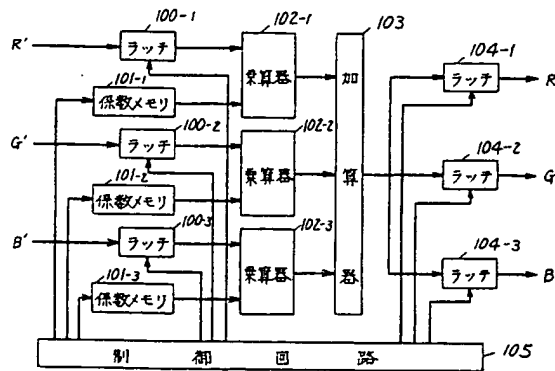 100-1
102-1
103
R'
ラッチ
104-1
101-1
乗算器
加
ラッチ
R
係数メモリ
100-2
102-2
G'
ラッチ
104-2
101-2
乗算器
算
ラッチ
G
係数メモリ
100-3
102-3
B'
ラッチ
104-3
101-3
乗算器
器
ラッチ
B
係数メモリ
制御回路
105